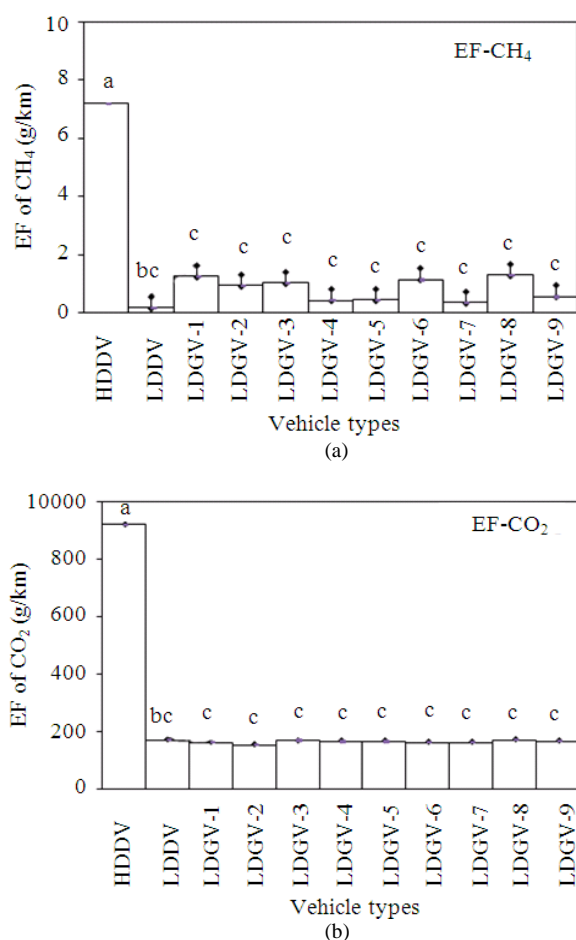 10
EF-CH₄
a
8
6
4
2
0
EF of CH₄ (g/km)
bc
c
c
c
c
c
c
c
c
c
HDDV
LDDV
LDGV-1
LDGV-2
LDGV-3
LDGV-4
LDGV-5
LDGV-6
LDGV-7
LDGV-8
LDGV-9
Vehicle types
(a)
10000
EF-CO₂
a
800
600
400
200
0
EF of CO₂ (g/km)
bc
c
c
c
c
c
c
c
c
c
HDDV
LDDV
LDGV-1
LDGV-2
LDGV-3
LDGV-4
LDGV-5
LDGV-6
LDGV-7
LDGV-8
LDGV-9
Vehicle types
(b)